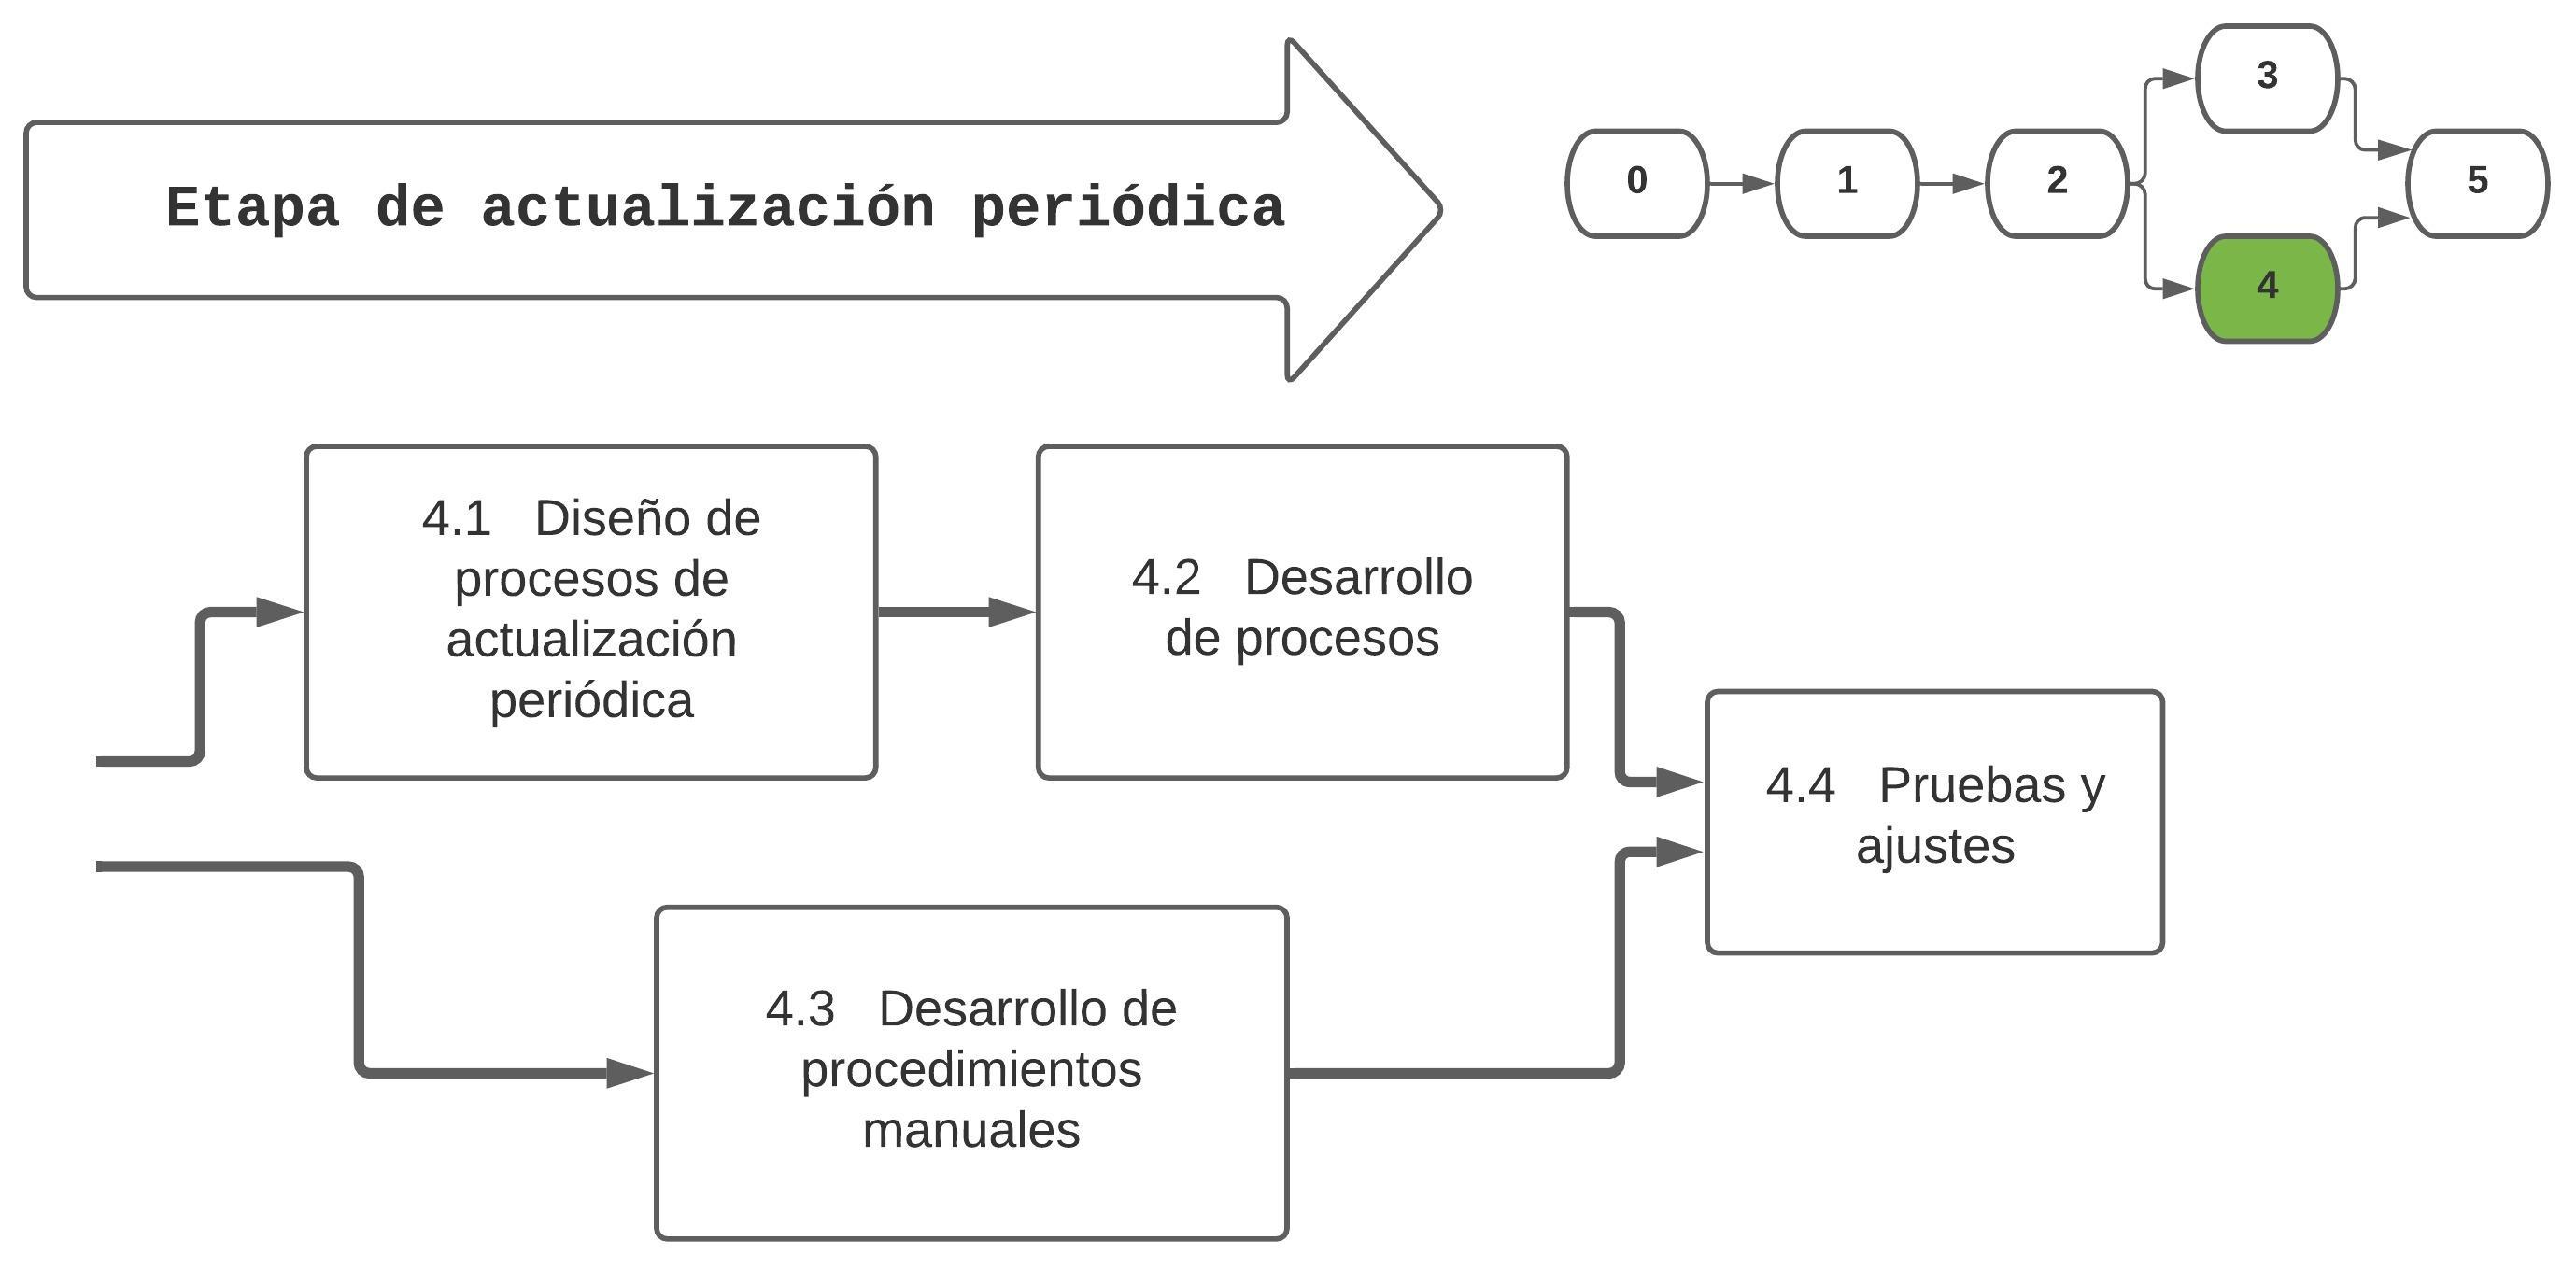 Etapa de actualización periódica
0
1
2
3
4
5
4.1 Diseño de
procesos de
actualización
periódica
4.2 Desarrollo
de procesos
4.3 Desarrollo de
procedimientos
manuales
4.4 Pruebas y
ajustes